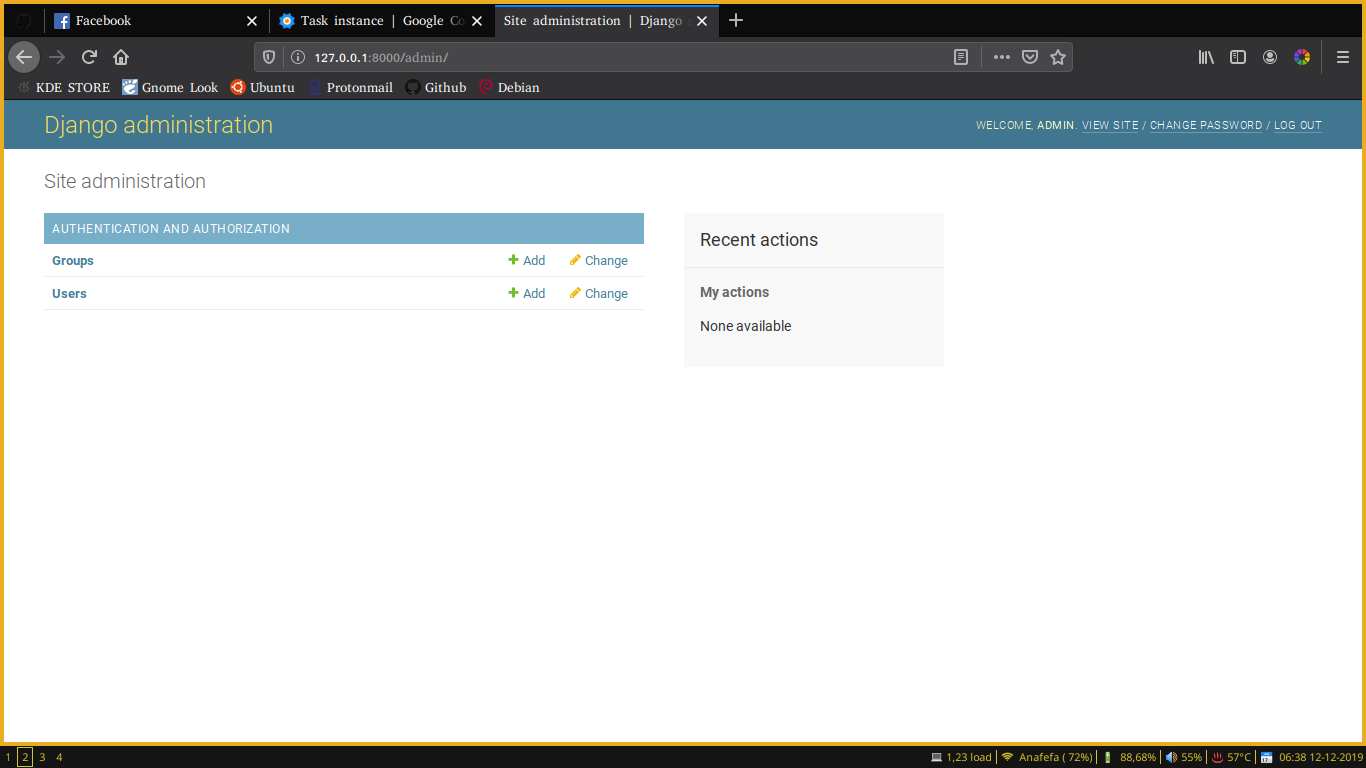 Facebook
Task instance | Google Co
Site administration | Django
127.0.0.1:8000/admin/
KDE STORE Gnome Look Ubuntu Protonmail Github Debian
Django administration
WELCOME, ADMIN. VIEW SITE / CHANGE PASSWORD / LOG OUT
Site administration
AUTHENTICATION AND AUTHORIZATION
Groups Add Change
Users Add Change
Recent actions
My actions
None available
1 2 3 4
1,23 load | Anafefa ( 72%) | 88,68% | 55% | 57°C | 06:38 12-12-2019